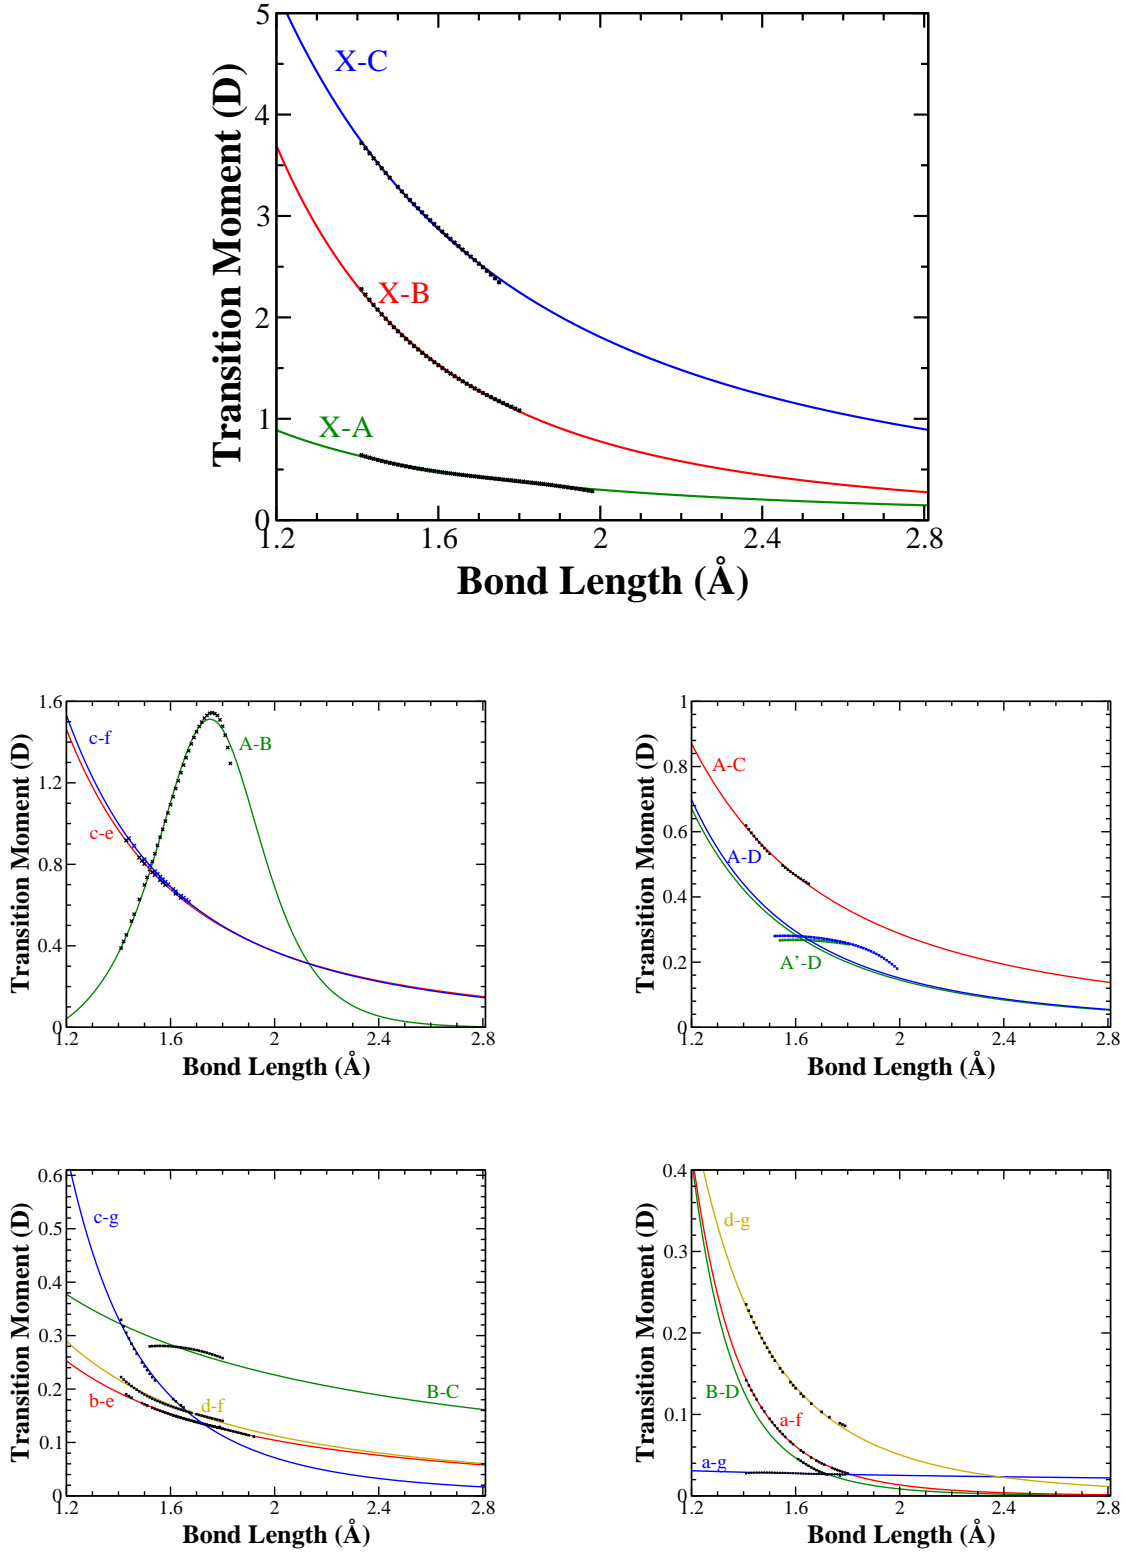 5
4
3
2
1
0
Transition Moment (D)
X-C
X-B
X-A
1.2 1.6 2 2.4 2.8
Bond Length (Å)
1.6
1.2
0.8
0.4
0
Transition Moment (D)
c-f
c-e
A-B
1.2 1.6 2 2.4 2.8
Bond Length (Å)
1
0.8
0.6
0.4
0.2
0
Transition Moment (D)
A-C
A-D
A'-D
1.2 1.6 2 2.4 2.8
Bond Length (Å)
0.6
0.5
0.4
0.3
0.2
0.1
0
Transition Moment (D)
c-g
B-C
b-e
d-f
1.2 1.6 2 2.4 2.8
Bond Length (Å)
0.4
0.3
0.2
0.1
0
Transition Moment (D)
d-g
B-D
a-f
a-g
1.2 1.6 2 2.4 2.8
Bond Length (Å)